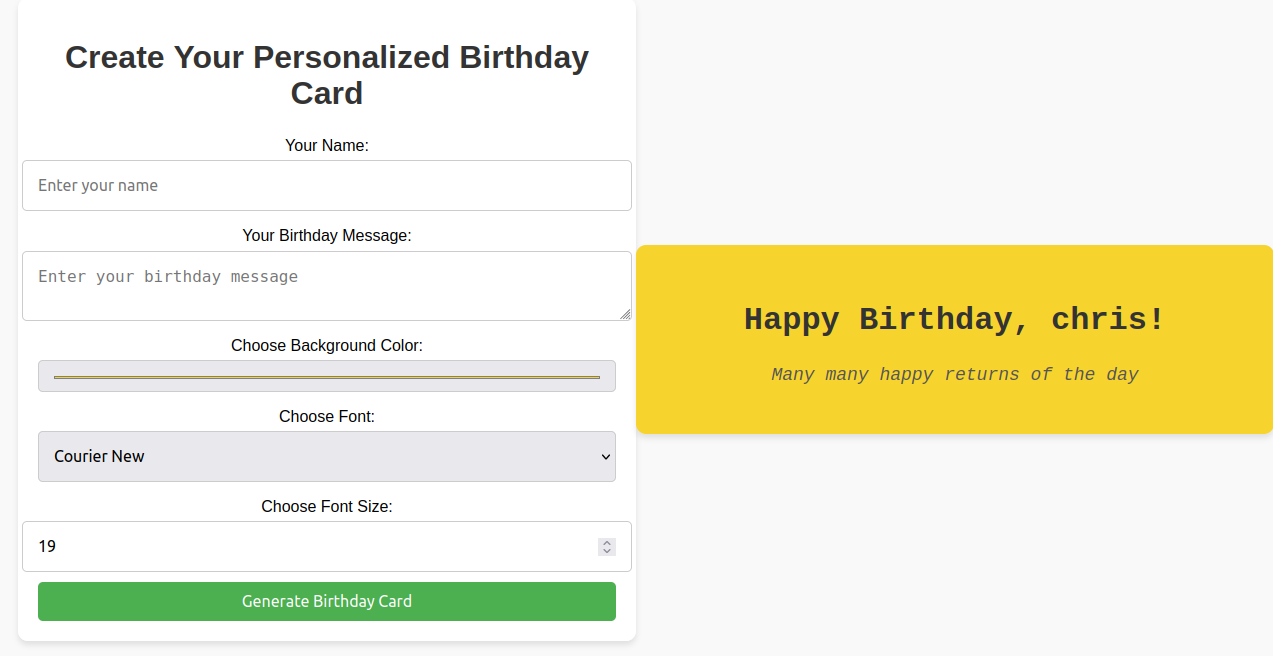 Create Your Personalized Birthday
Card
Your Name:
Enter your name
Your Birthday Message:
Enter your birthday message
Choose Background Color:
Choose Font:
Courier New
Choose Font Size:
19
Generate Birthday Card
Happy Birthday, chris!
Many many happy returns of the day